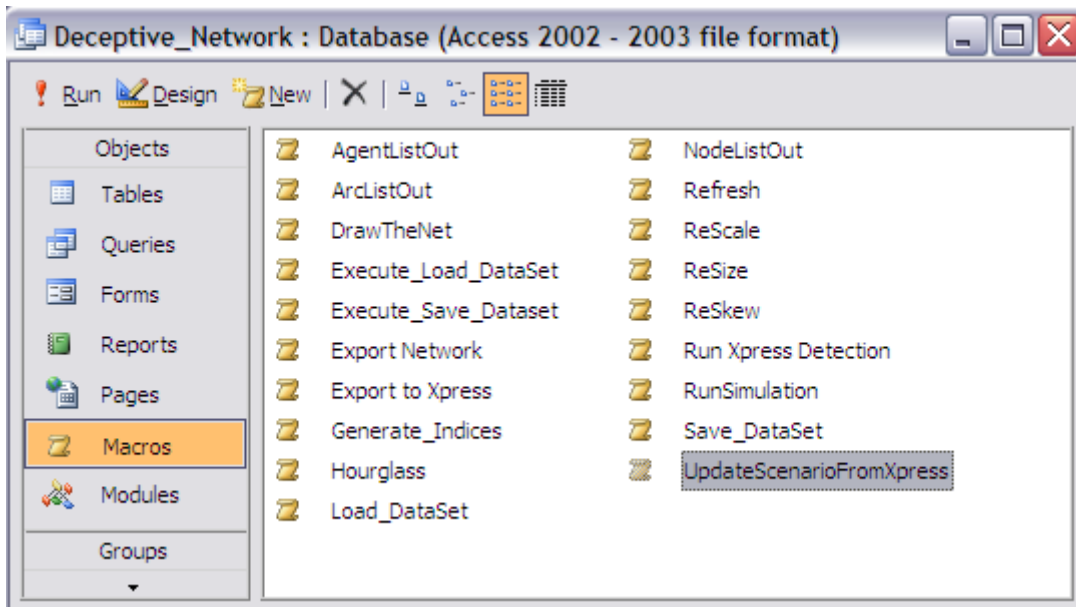 Deceptive_Network : Database (Access 2002 - 2003 file format)
Run Design New
Objects
Tables
Queries
Forms
Reports
Pages
Macros
Modules
Groups
AgentListOut
ArcListOut
DrawTheNet
Execute_Load_DataSet
Execute_Save_Dataset
Export Network
Export to Xpress
Generate_Indices
Hourglass
Load_DataSet
NodeListOut
Refresh
ReScale
ReSize
ReSkew
Run Xpress Detection
RunSimulation
Save_DataSet
UpdateScenarioFromXpress